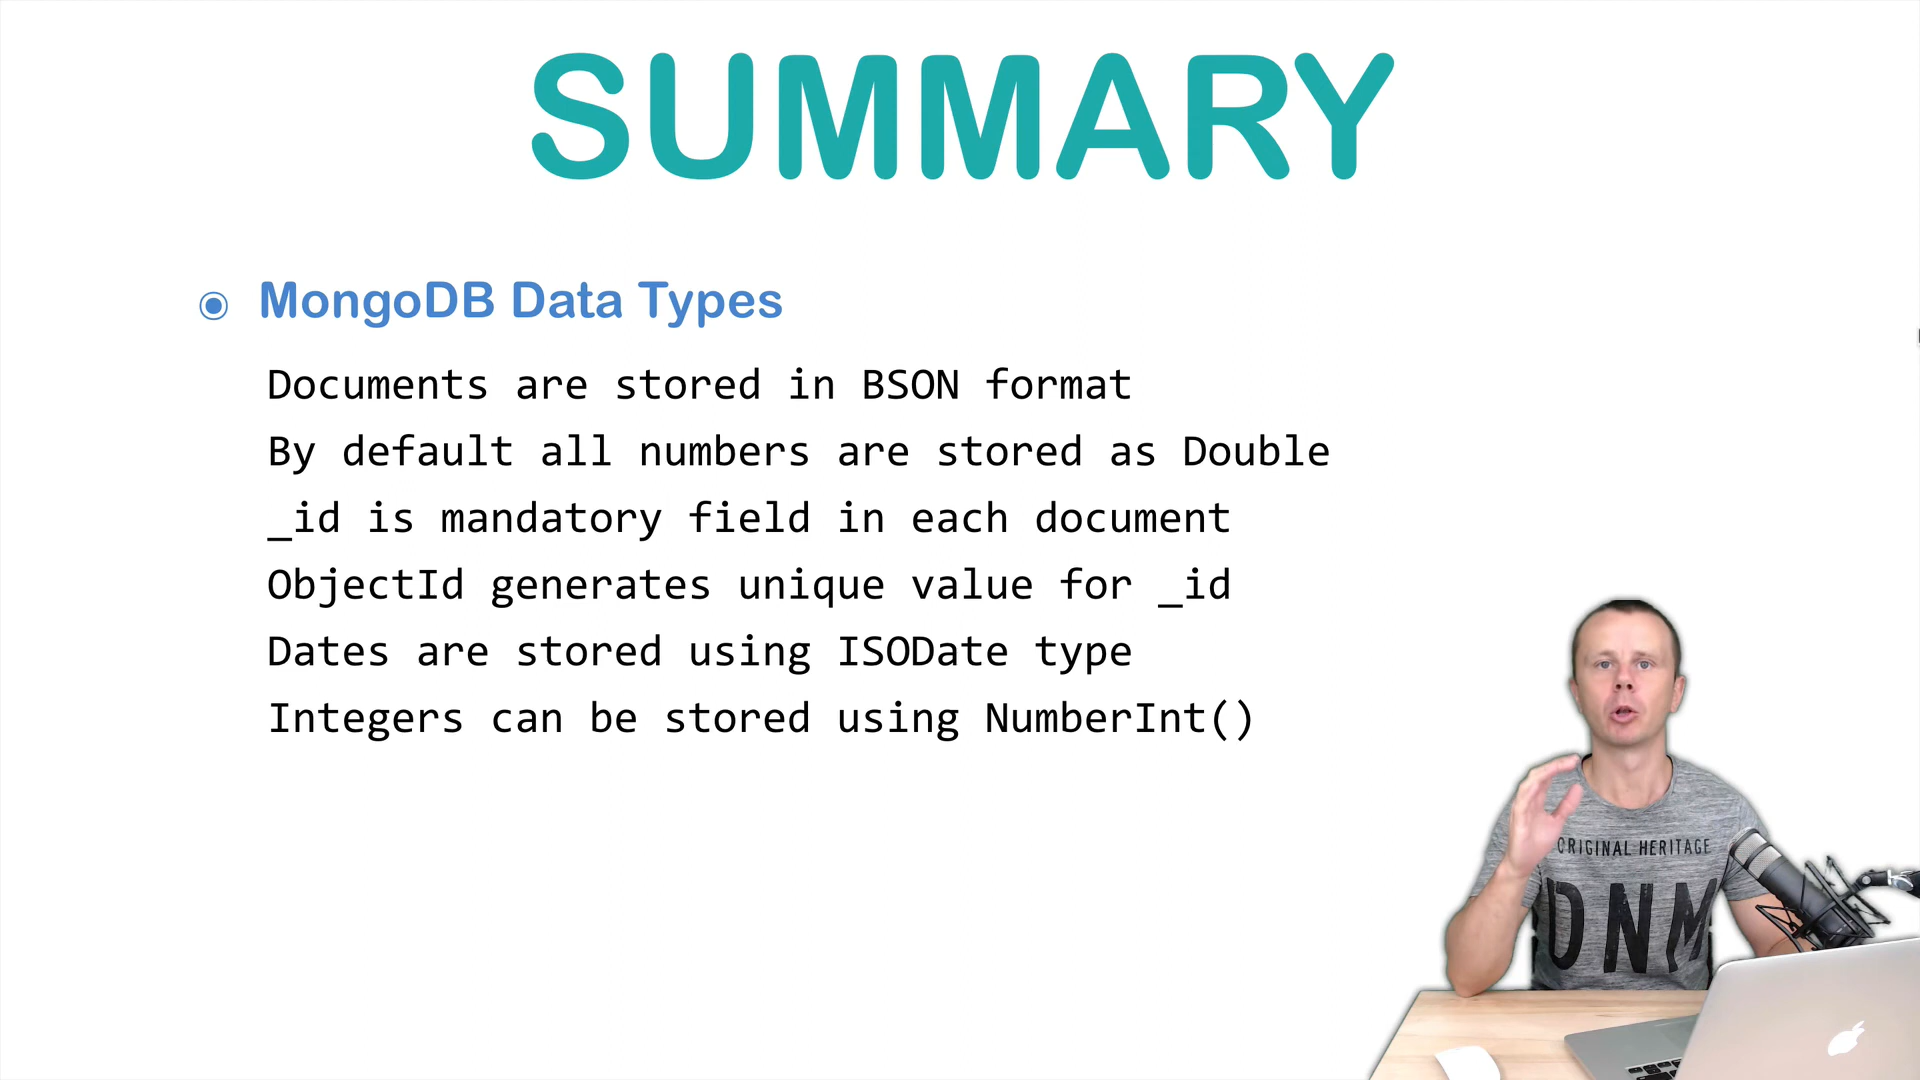 SUMMARY
MongoDB Data Types
Documents are stored in BSON format
By default all numbers are stored as Double
_id is mandatory field in each document
ObjectId generates unique value for _id
Dates are stored using ISODate type
Integers can be stored using NumberInt()
ORIGINAL HERITAGE
DNM